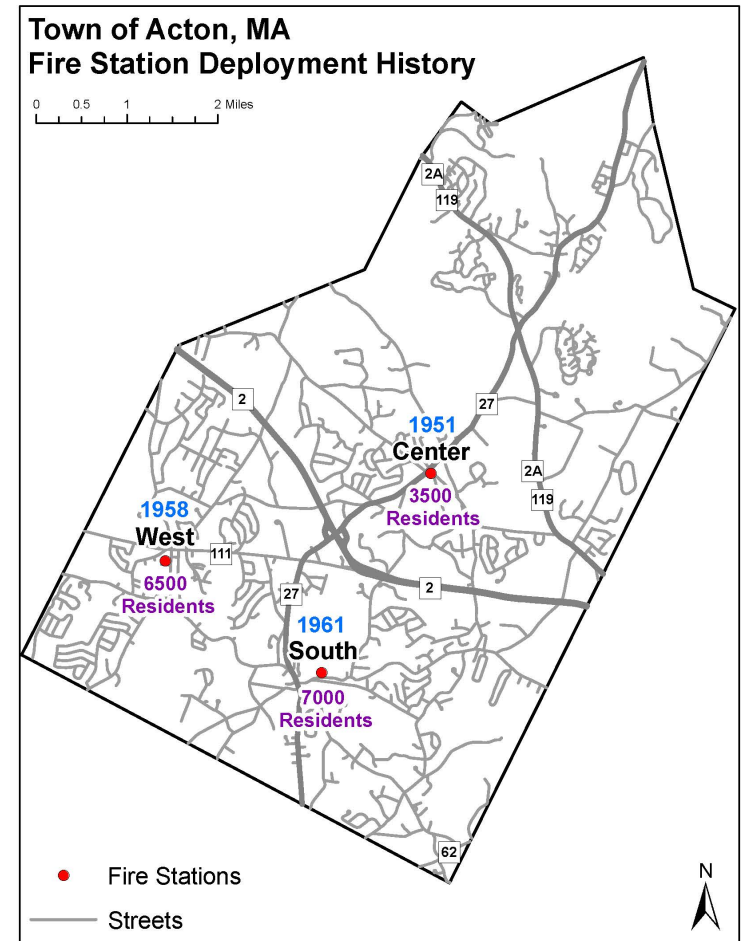 Town of Acton, MA
Fire Station Deployment History
0 0.5 1 2 Miles
2A
119
2
27
1951
Center
3500
Residents
2A
119
1958
West
111
6500
Residents
27
2
1961
South
7000
Residents
62
Fire Stations
Streets
N